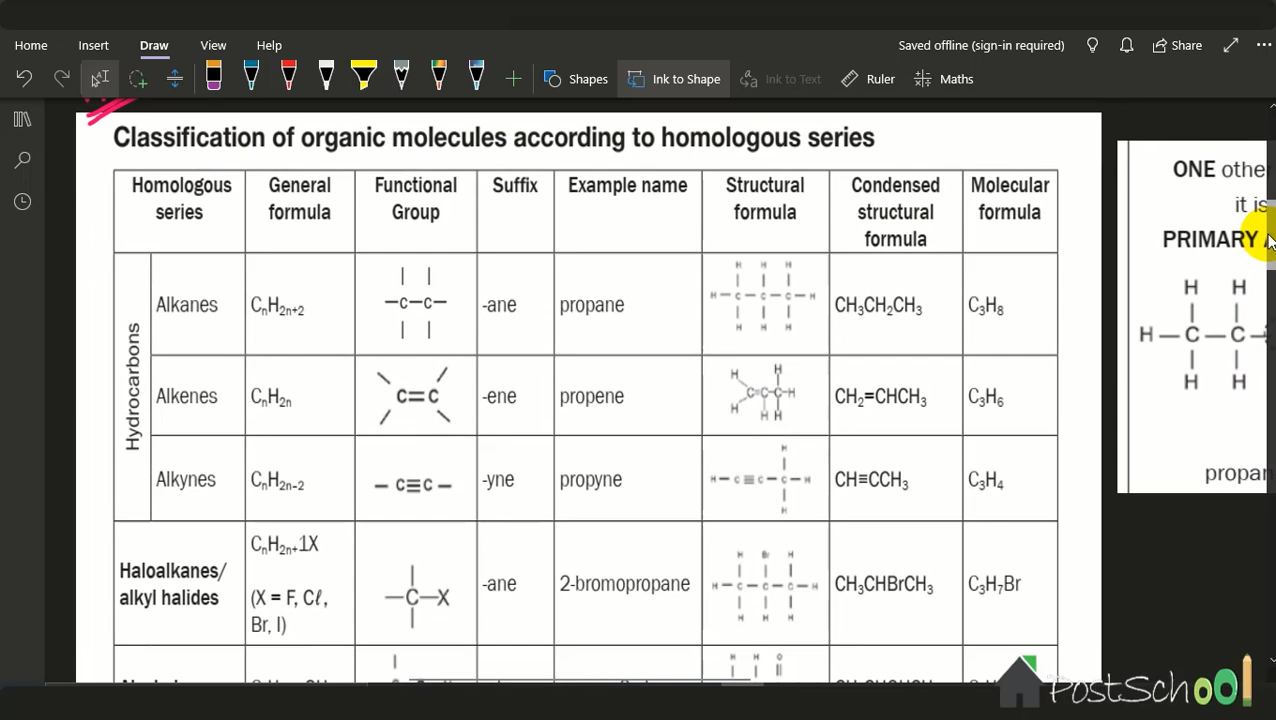 Home Insert Draw View Help Saved offline (sign-in required) Share
Shapes Ink to Shape Ink to Text Ruler Maths
Classification of organic molecules according to homologous series
Homologous series General formula Functional Group Suffix Example name Structural formula Condensed structural formula Molecular formula
Hydrocarbons
Alkanes CₙH₂ₙ₊₂ –C–C– -ane propane CH₃CH₂CH₃ C₃H₈
Alkenes CₙH₂ₙ C=C -ene propene CH₂=CHCH₃ C₃H₆
Alkynes CₙH₂ₙ₋₂ – C≡C – -yne propyne CH≡CCH₃ C₃H₄
Haloalkanes/ alkyl halides CₙH₂ₙ₊1X (X = F, Cℓ, Br, I) –C–X -ane 2-bromopropane CH₃CHBrCH₃ C₃H₇Br
ONE othe
it is
PRIMARY
H H
H – C – C –
H H
propan
PostSchool